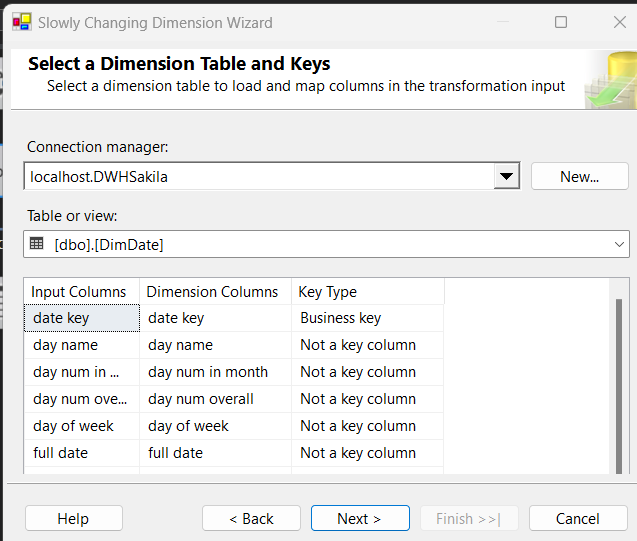 Slowly Changing Dimension Wizard
Select a Dimension Table and Keys
Select a dimension table to load and map columns in the transformation input
Connection manager:
localhost.DWHSakila New...
Table or view:
[dbo].[DimDate]
Input Columns Dimension Columns Key Type
date key date key Business key
day name day name Not a key column
day num in ... day num in month Not a key column
day num ove... day num overall Not a key column
day of week day of week Not a key column
full date full date Not a key column
Help < Back Next > Finish >>| Cancel